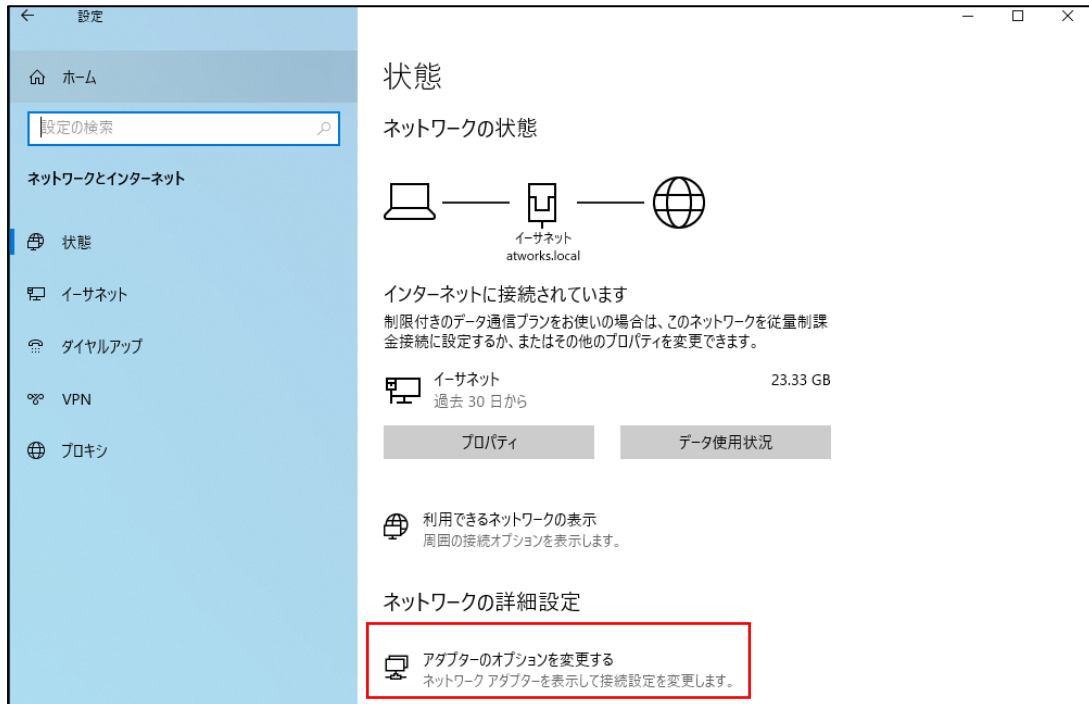 設定
ホーム
設定の検索
ネットワークとインターネット
状態
イーサネット
ダイヤルアップ
VPN
プロキシ
状態
ネットワークの状態
イーサネット
atworks.local
インターネットに接続されています
制限付きのデータ通信プランをお使いの場合は、このネットワークを従量制課
金接続に設定するか、またはその他のプロパティを変更できます。
イーサネット 23.33 GB
過去 30 日から
プロパティ データ使用状況
利用できるネットワークの表示
周囲の接続オプションを表示します。
ネットワークの詳細設定
アダプターのオプションを変更する
ネットワーク アダプターを表示して接続設定を変更します。